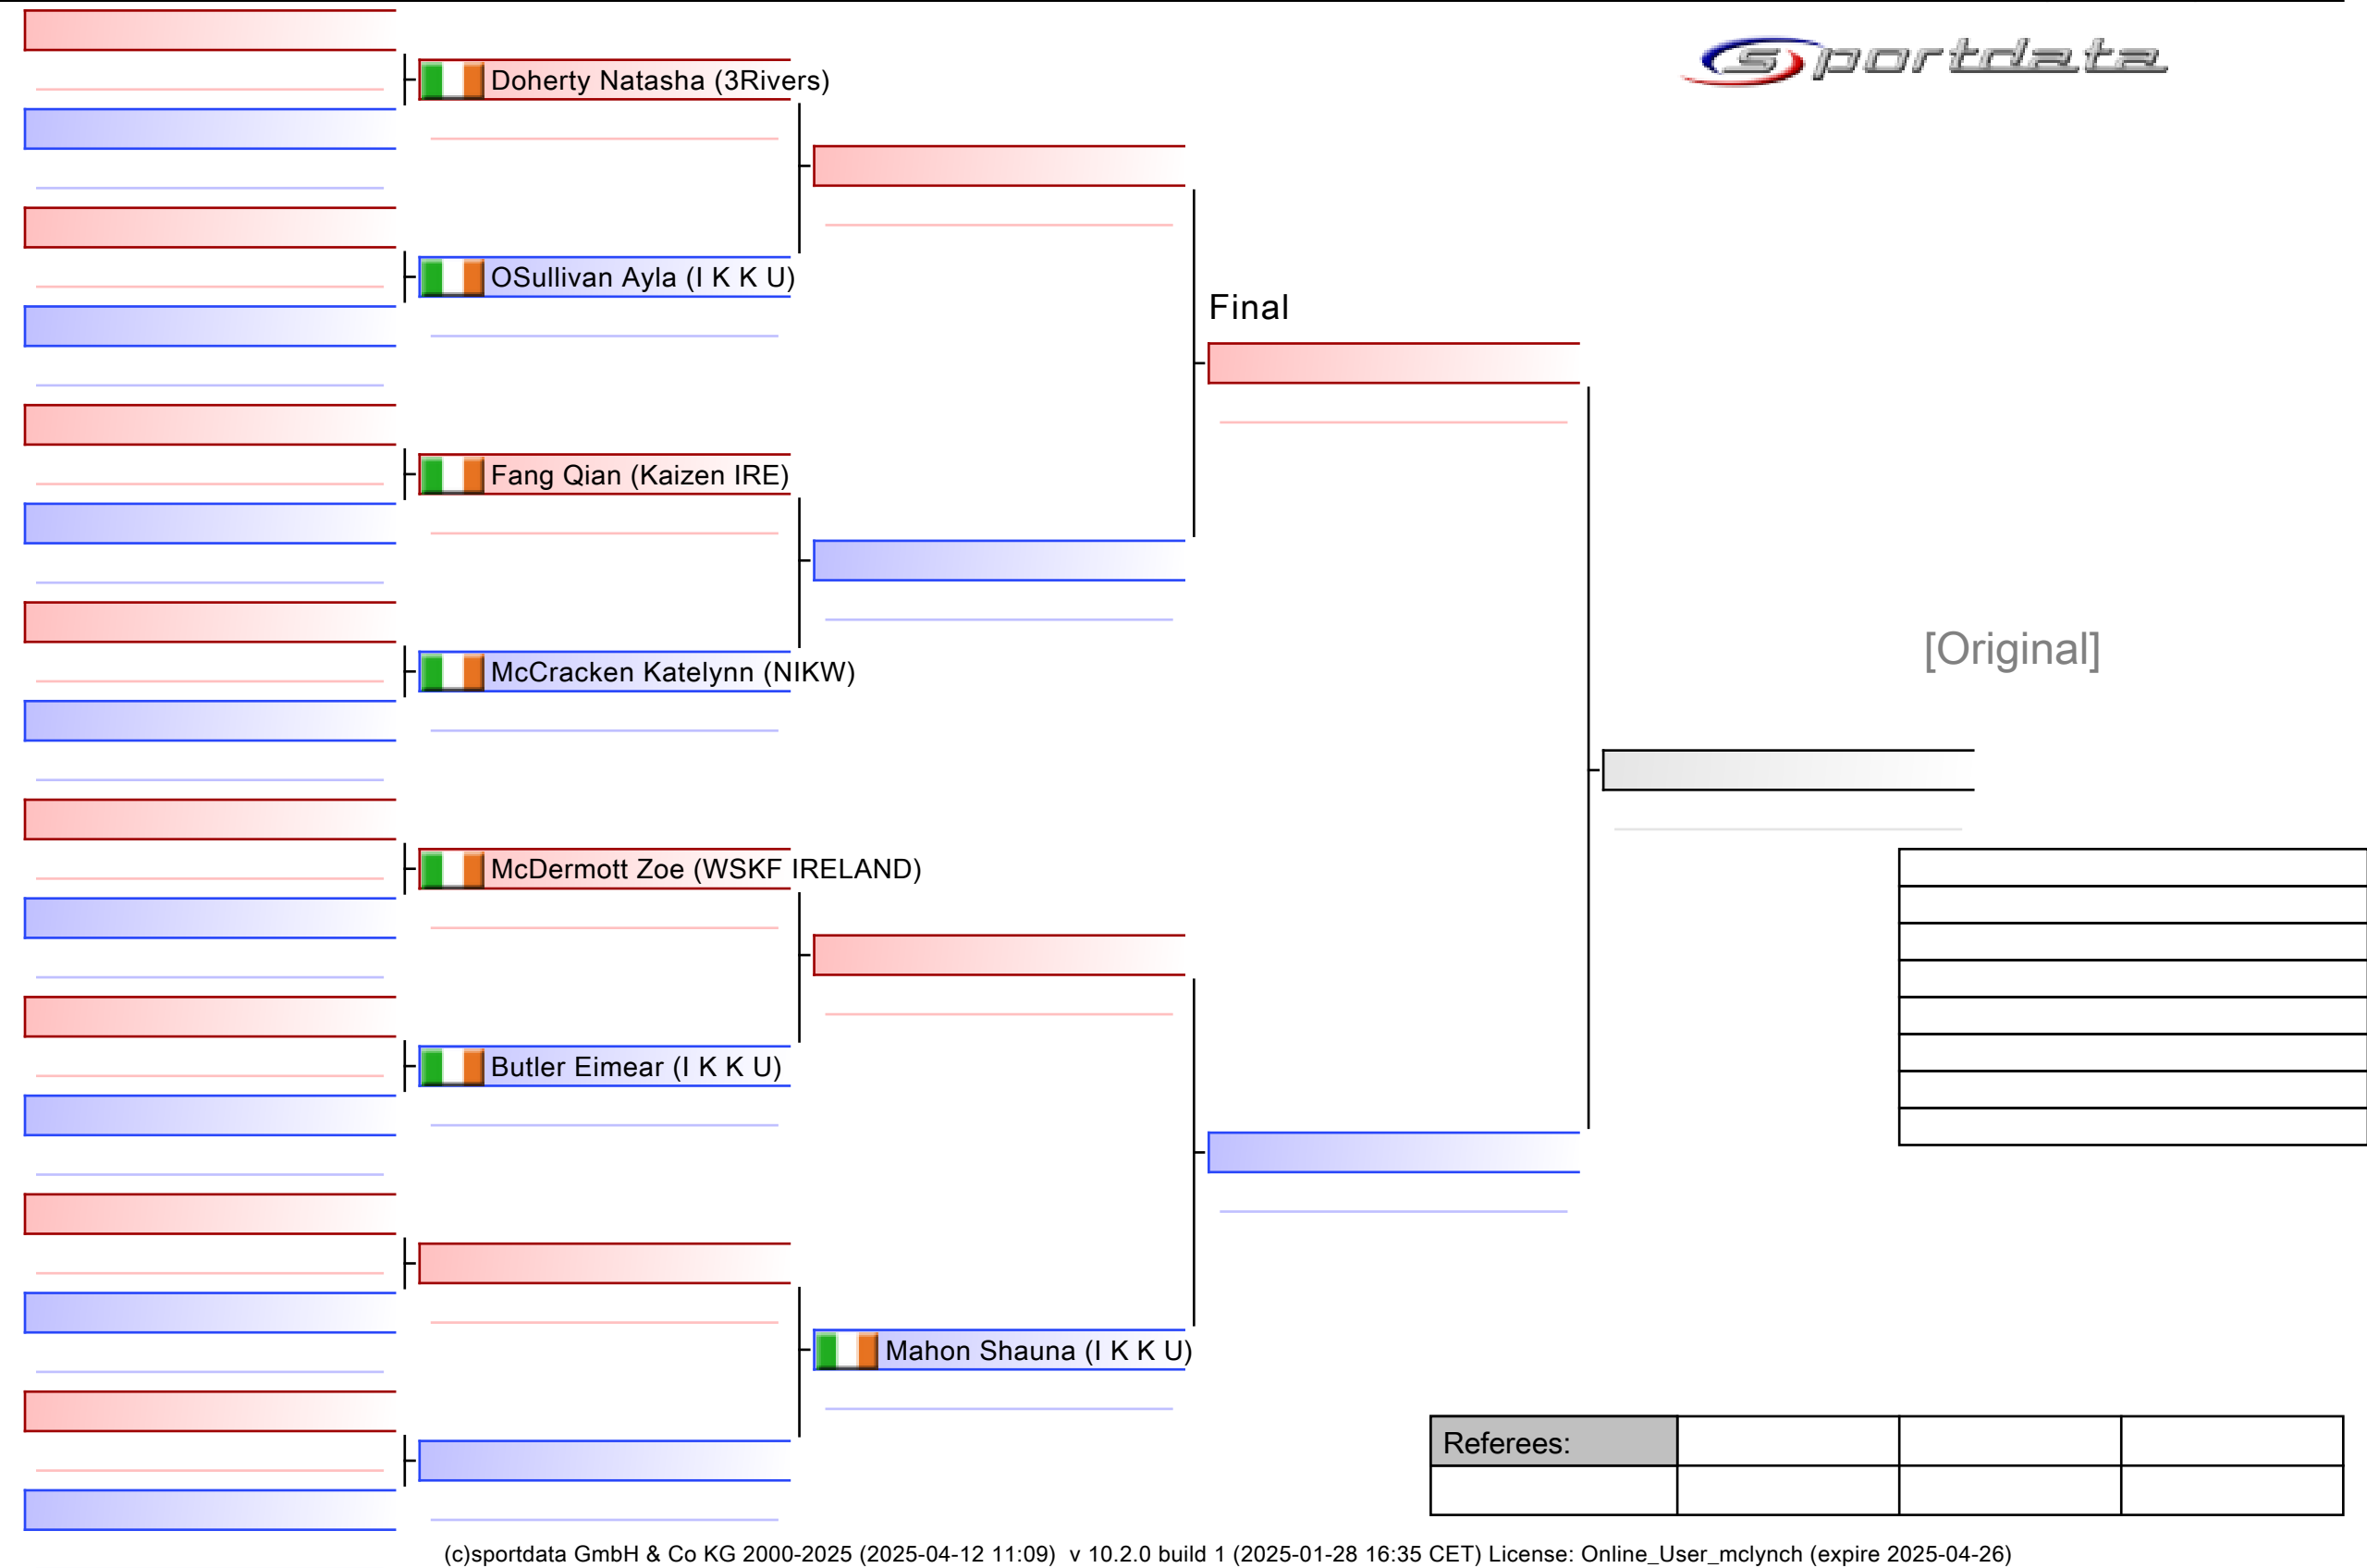 sportdata
Doherty Natasha (3Rivers)
OSullivan Ayla (I K K U)
Final
Fang Qian (Kaizen IRE)
[Original]
McCracken Katelynn (NIKW)
McDermott Zoe (WSKF IRELAND)
Butler Eimear (I K K U)
Mahon Shauna (I K K U)
Referees:
(c)sportdata GmbH & Co KG 2000-2025 (2025-04-12 11:09)  v 10.2.0 build 1 (2025-01-28 16:35 CET) License: Online_User_mclynch (expire 2025-04-26)